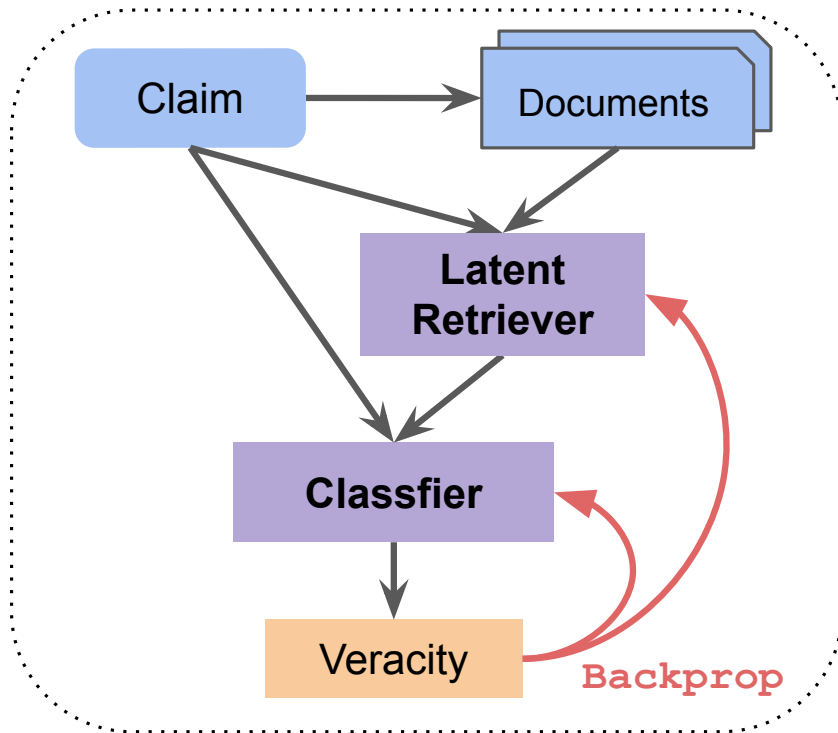 Claim
Documents
Latent
Retriever
Classfier
Veracity
Backprop